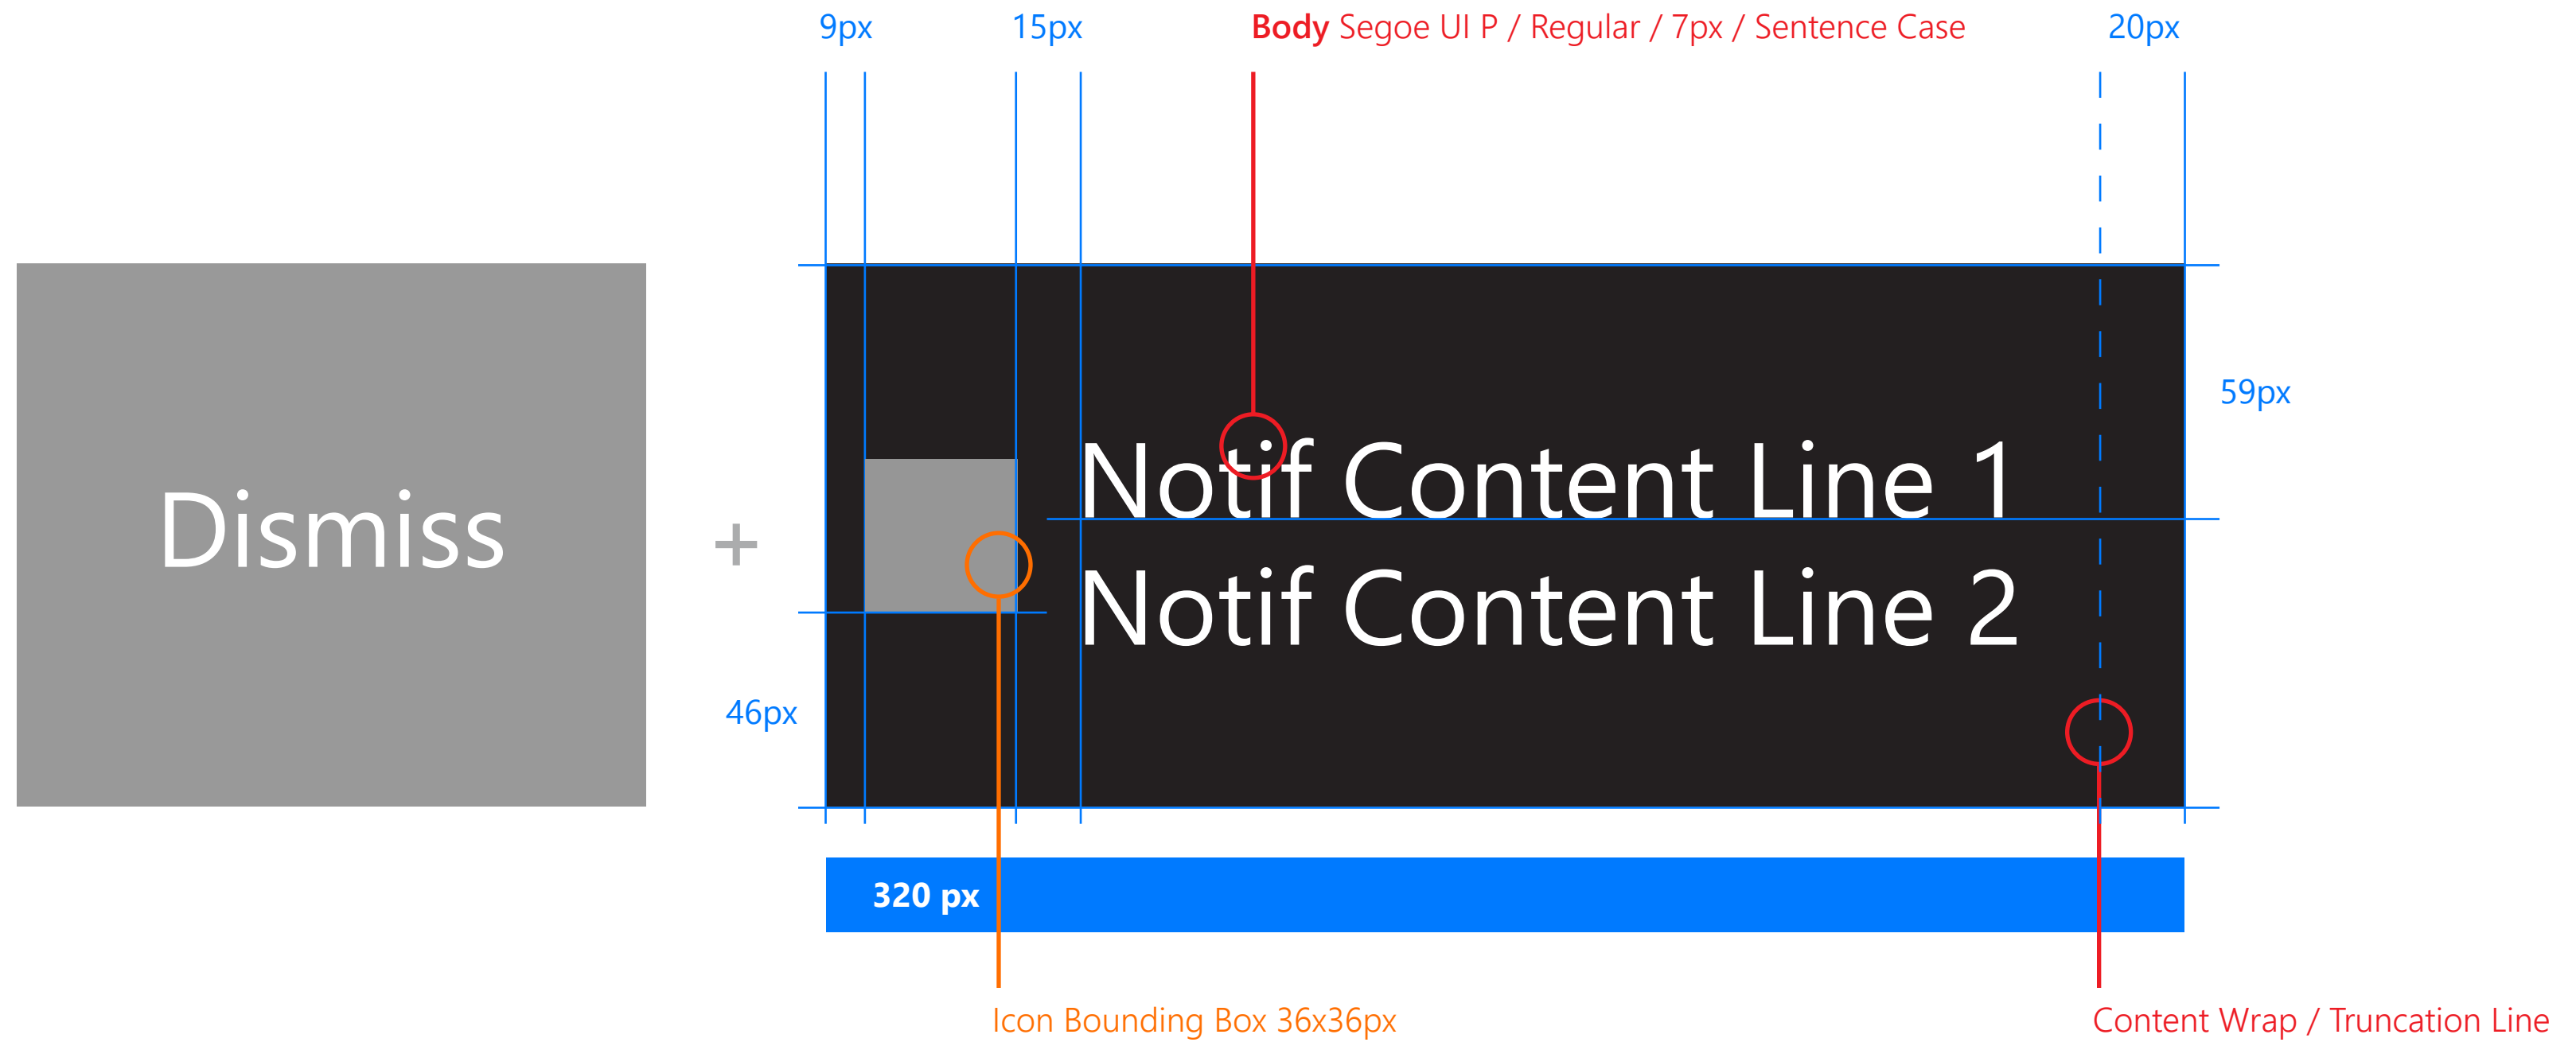 9px
15px
Body Segoe UI P / Regular / 7px / Sentence Case
20px
59px
Dismiss
+
Notif Content Line 1
Notif Content Line 2
46px
320 px
Icon Bounding Box 36x36px
Content Wrap / Truncation Line